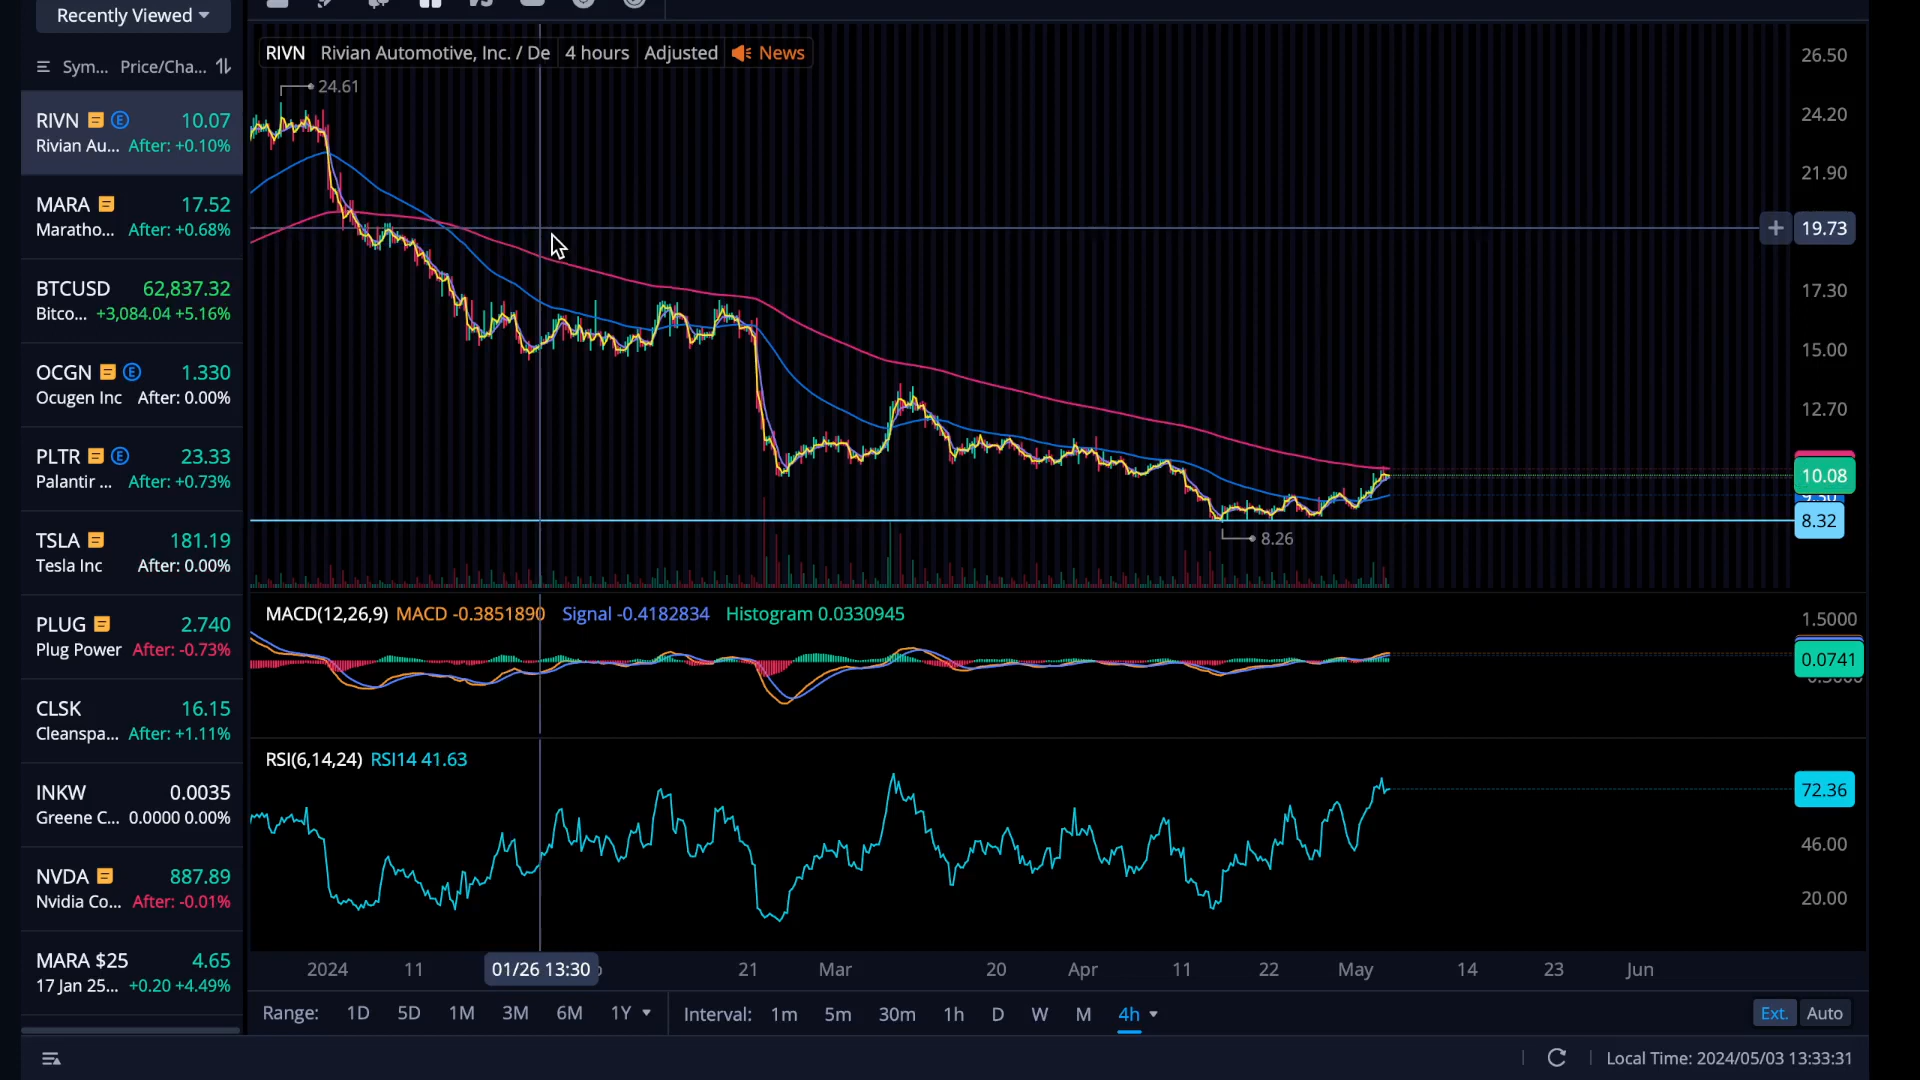 Recently Viewed
Sym... Price/Cha...
RIVN E 10.07
Rivian Au... After: +0.10%
MARA 17.52
Maratho... After: +0.68%
BTCUSD 62,837.32
Bitco... +3,084.04 +5.16%
OCGN E 1.330
Ocugen Inc After: 0.00%
PLTR E 23.33
Palantir ... After: +0.73%
TSLA 181.19
Tesla Inc After: 0.00%
PLUG 2.740
Plug Power After: -0.73%
CLSK 16.15
Cleanspa... After: +1.11%
INKW 0.0035
Greene C... 0.0000 0.00%
NVDA 887.89
Nvidia Co... After: -0.01%
MARA $25 4.65
17 Jan 25... +0.20 +4.49%
RIVN Rivian Automotive, Inc. / De 4 hours Adjusted News
24.61
8.26
26.50
24.20
21.90
19.73
17.30
15.00
12.70
10.08
8.32
MACD(12,26,9) MACD -0.3851890 Signal -0.4182834 Histogram 0.0330945
1.5000
0.0741
RSI(6,14,24) RSI14 41.63
72.36
46.00
20.00
2024 11 01/26 13:30 21 Mar 20 Apr 11 22 May 14 23 Jun
Range: 1D 5D 1M 3M 6M 1Y Interval: 1m 5m 30m 1h D W M 4h Ext. Auto
Local Time: 2024/05/03 13:33:31